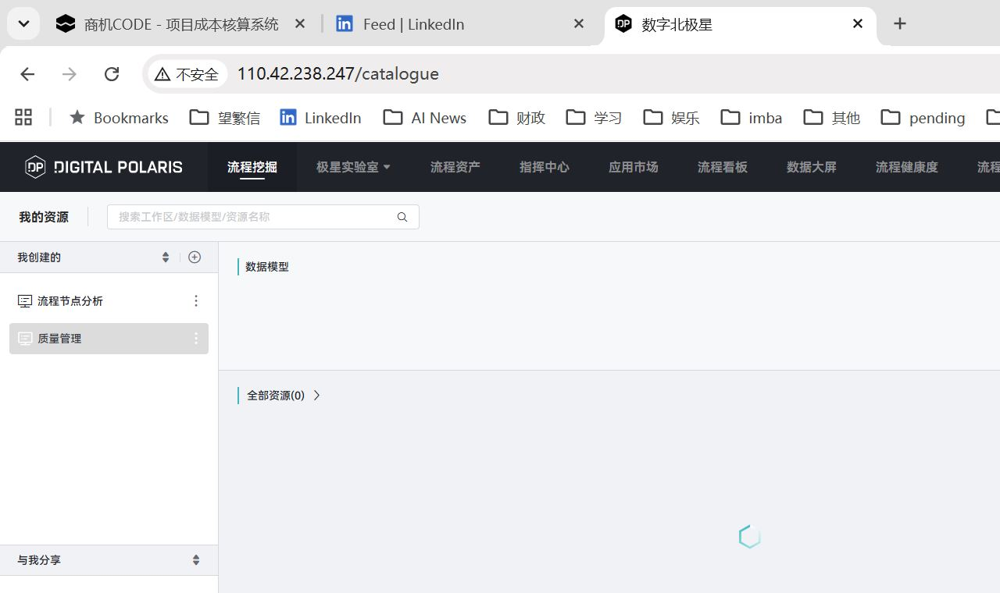 商机CODE - 项目成本核算系统
Feed | LinkedIn
数字北极星
不安全
110.42.238.247/catalogue
Bookmarks
望繁信
LinkedIn
AI News
财政
学习
娱乐
imba
其他
pending
DIGITAL POLARIS
流程挖掘
极星实验室
流程资产
指挥中心
应用市场
流程看板
数据大屏
流程健康度
流程
我的资源
搜索工作区/数据模型/资源名称
我创建的
数据模型
流程节点分析
质量管理
全部资源(0)
与我分享